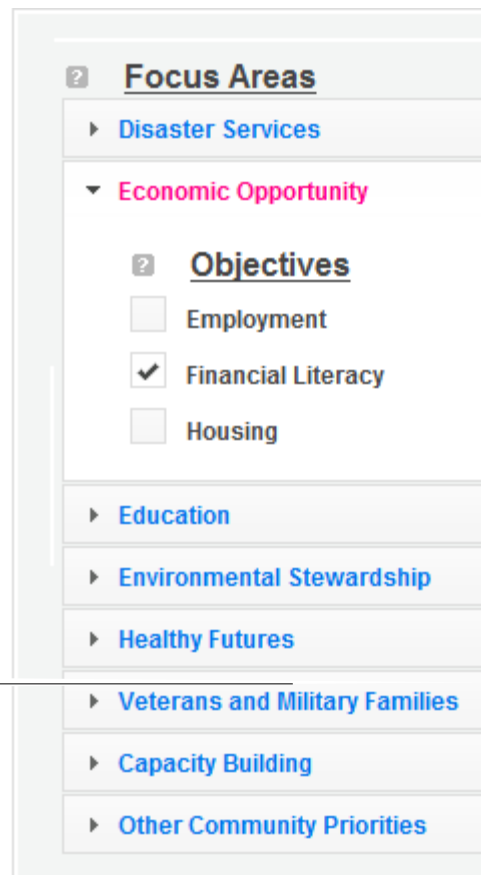 ? Focus Areas
Disaster Services
Economic Opportunity
? Objectives
Employment
Financial Literacy
Housing
Education
Environmental Stewardship
Healthy Futures
Veterans and Military Families
Capacity Building
Other Community Priorities